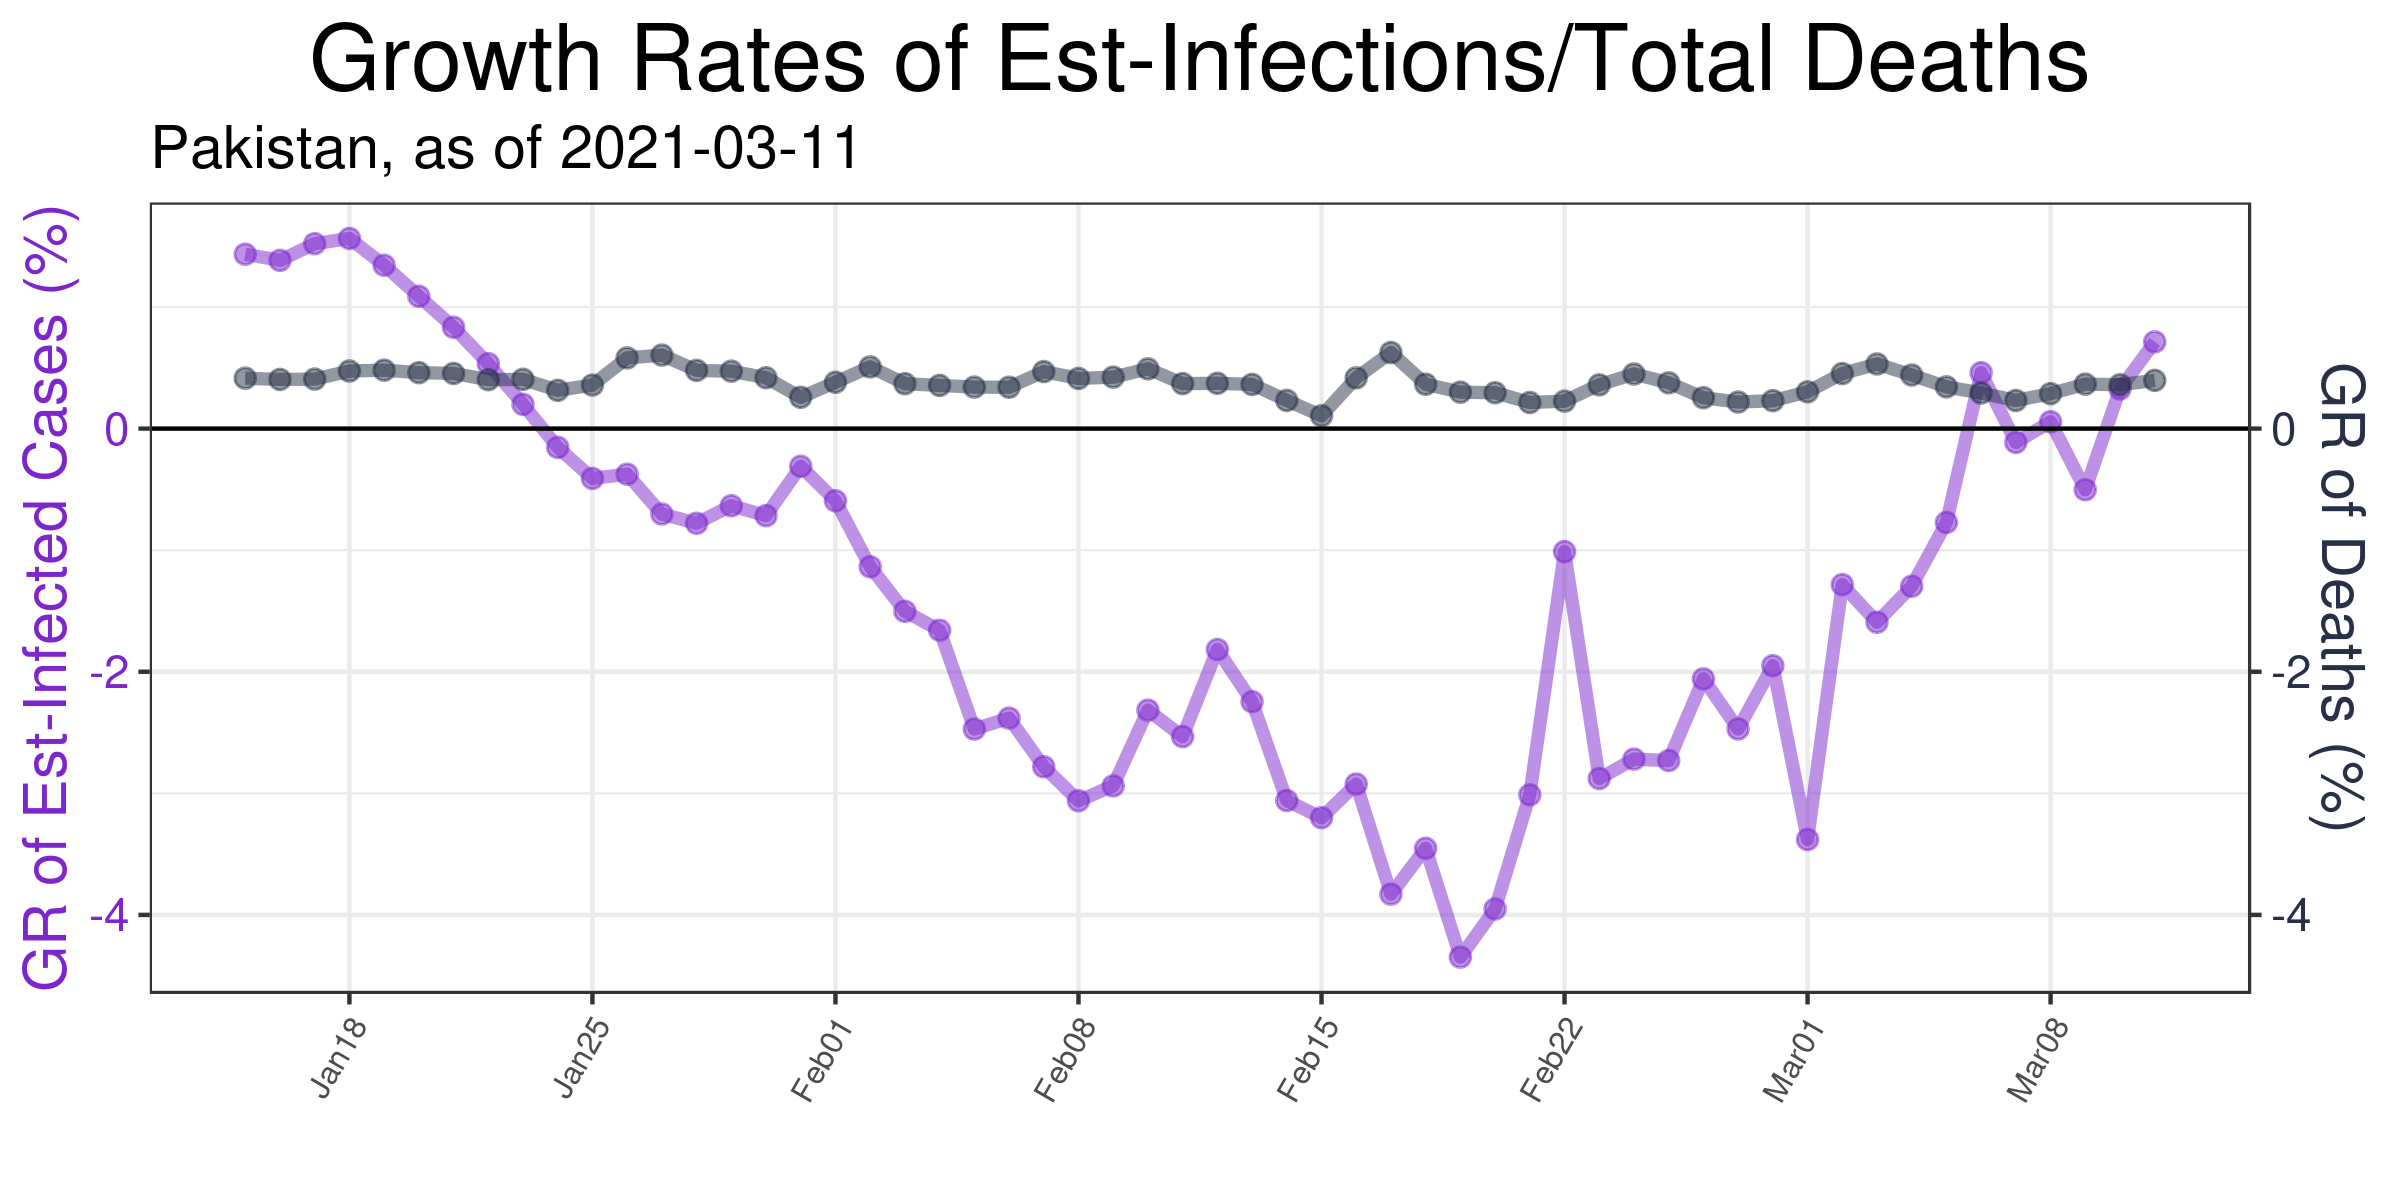 Growth Rates of Est-Infections/Total Deaths
Pakistan, as of 2021-03-11
GR of Est-Infected Cases (%)
0
-2
-4
0
-2
-4
GR of Deaths (%)
Jan18
Jan25
Feb01
Feb08
Feb15
Feb22
Mar01
Mar08